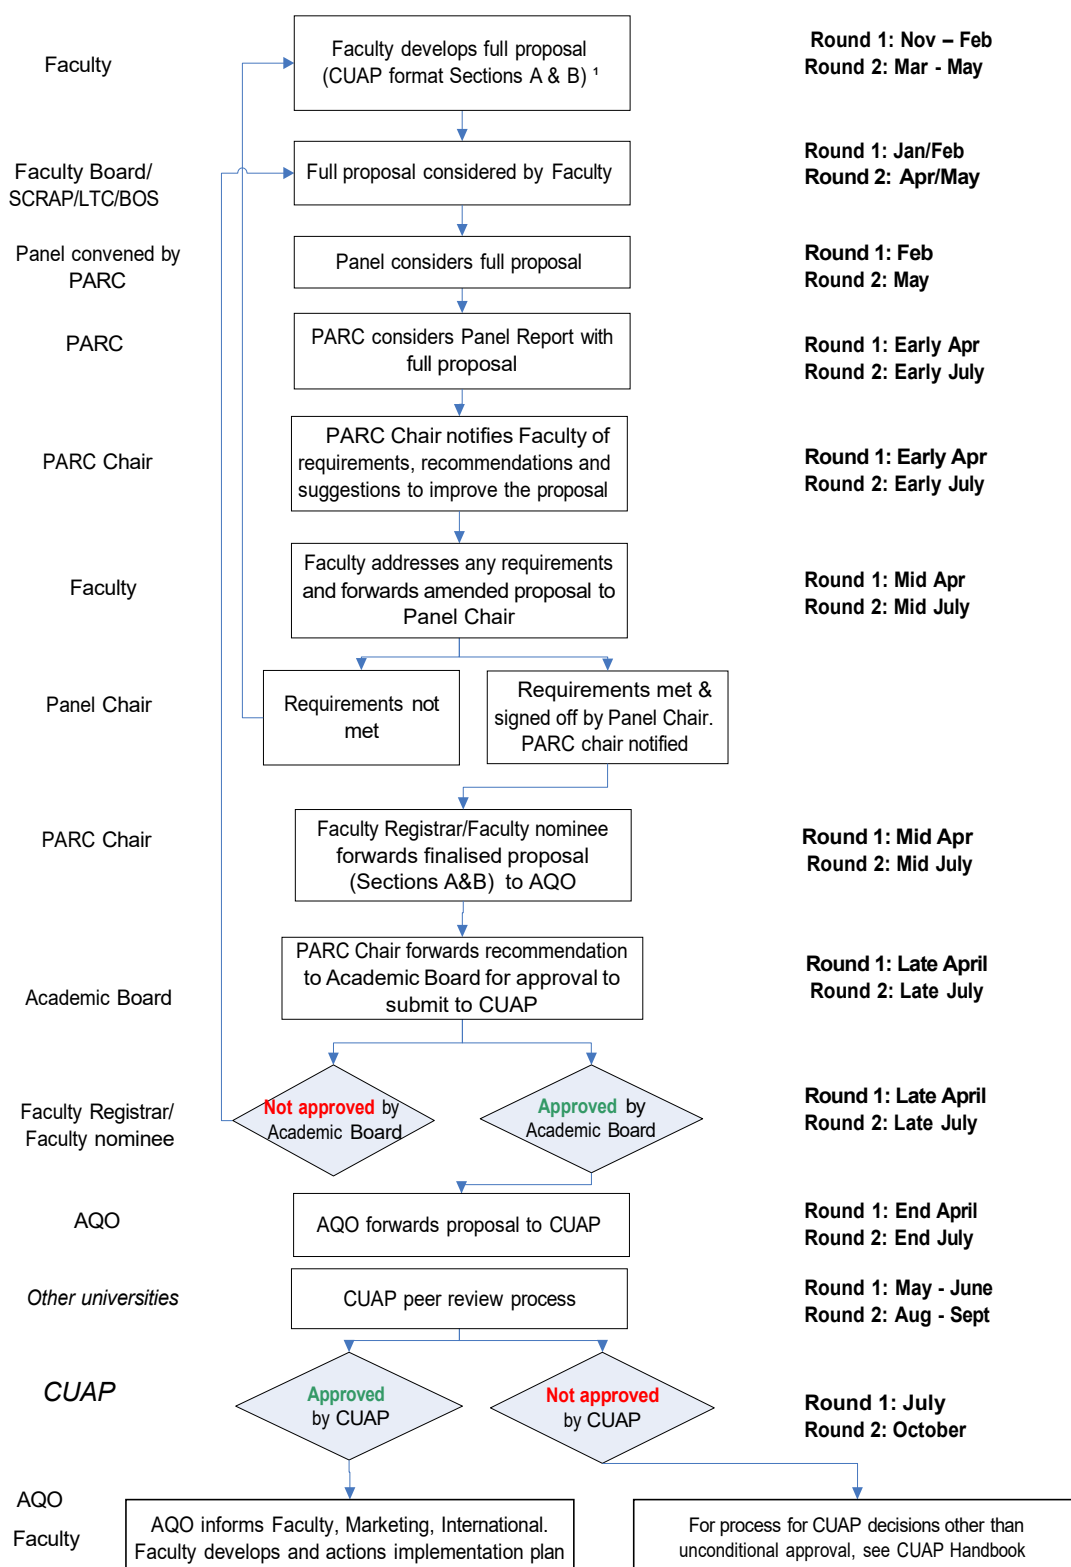 Faculty
Faculty develops full proposal
(CUAP format Sections A & B) ¹
Round 1: Nov – Feb
Round 2: Mar - May
Faculty Board/
SCRAP/LTC/BOS
Full proposal considered by Faculty
Round 1: Jan/Feb
Round 2: Apr/May
Panel convened by
PARC
Panel considers full proposal
Round 1: Feb
Round 2: May
PARC
PARC considers Panel Report with
full proposal
Round 1: Early Apr
Round 2: Early July
PARC Chair
PARC Chair notifies Faculty of
requirements, recommendations and
suggestions to improve the proposal
Round 1: Early Apr
Round 2: Early July
Faculty
Faculty addresses any requirements
and forwards amended proposal to
Panel Chair
Round 1: Mid Apr
Round 2: Mid July
Panel Chair
Requirements not
met
Requirements met &
signed off by Panel Chair.
PARC chair notified
PARC Chair
Faculty Registrar/Faculty nominee
forwards finalised proposal
(Sections A&B) to AQO
Round 1: Mid Apr
Round 2: Mid July
Academic Board
PARC Chair forwards recommendation
to Academic Board for approval to
submit to CUAP
Round 1: Late April
Round 2: Late July
Faculty Registrar/
Faculty nominee
Not approved by
Academic Board
Approved by
Academic Board
Round 1: Late April
Round 2: Late July
AQO
AQO forwards proposal to CUAP
Round 1: End April
Round 2: End July
Other universities
CUAP peer review process
Round 1: May - June
Round 2: Aug - Sept
CUAP
Approved
by CUAP
Not approved
by CUAP
Round 1: July
Round 2: October
AQO
Faculty
AQO informs Faculty, Marketing, International.
Faculty develops and actions implementation plan
For process for CUAP decisions other than
unconditional approval, see CUAP Handbook